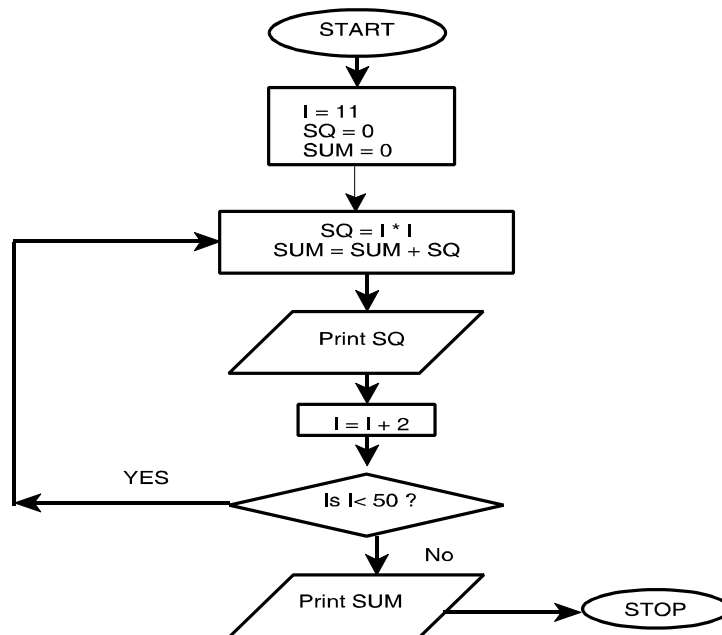 START
I = 11
SQ = 0
SUM = 0
SQ = I * I
SUM = SUM + SQ
Print SQ
I = I + 2
YES
Is I< 50 ?
No
Print SUM
STOP